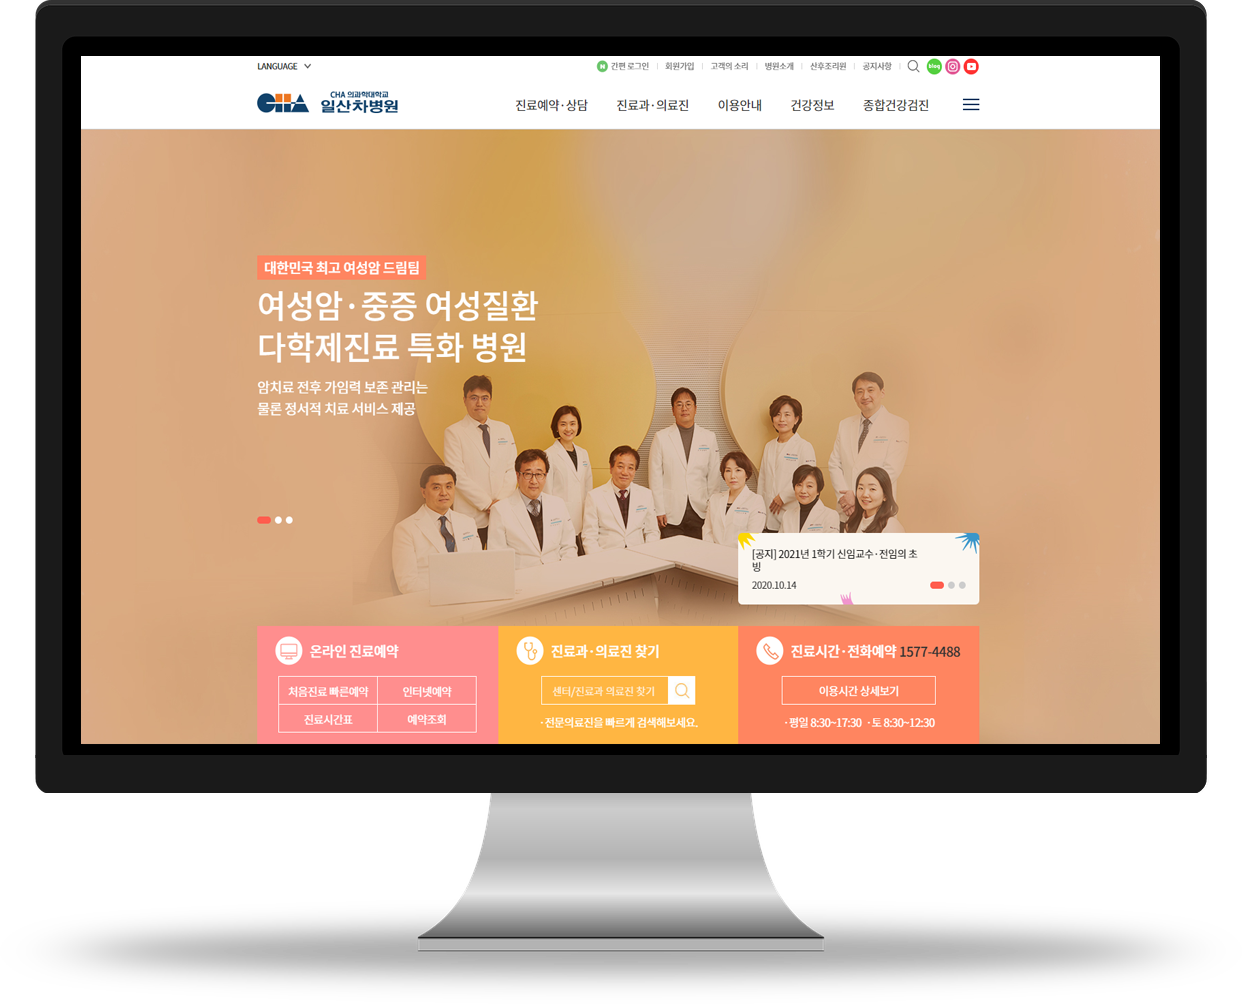 LANGUAGE
간편 로그인
회원가입
고객의 소리
병원소개
산후조리원
공지사항
blog
CHA 의과학대학교
CHA 일산차병원
진료예약·상담
진료과·의료진
이용안내
건강정보
종합건강검진
대한민국 최고 여성암 드림팀
여성암·중증 여성질환
다학제진료 특화 병원
암치료 전후 가임력 보존 관리는
물론 정서적 치료 서비스 제공
[공지] 2021년 1학기 신임교수·전임의 초
빙
2020.10.14
온라인 진료예약
처음진료 빠른예약
인터넷예약
진료시간표
예약조회
진료과·의료진 찾기
센터/진료과 의료진 찾기
·전문의료진을 빠르게 검색해보세요.
진료시간·전화예약 1577-4488
이용시간 상세보기
·평일 8:30~17:30 ·토 8:30~12:30